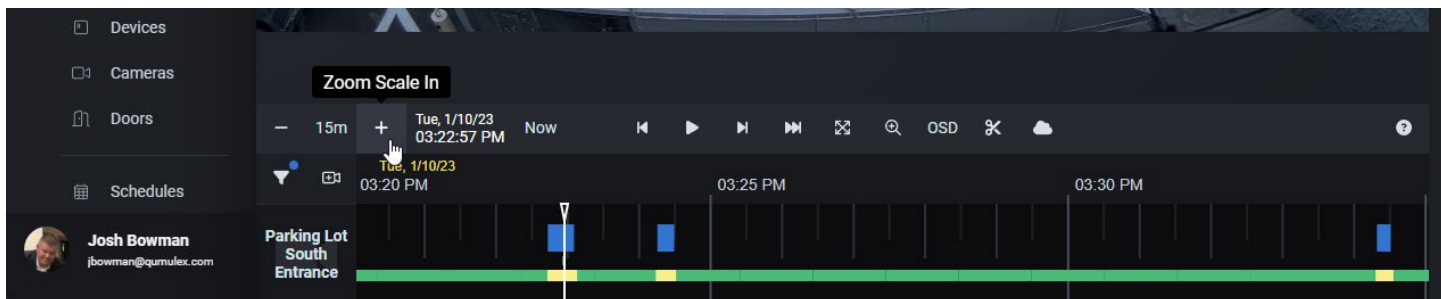 Devices
Cameras
Doors
Schedules
Josh Bowman
jbowman@qumulex.com
Zoom Scale In
− 15m + Tue, 1/10/23 Now OSD ?
03:22:57 PM
Tue, 1/10/23
03:20 PM 03:25 PM 03:30 PM
Parking Lot
South
Entrance